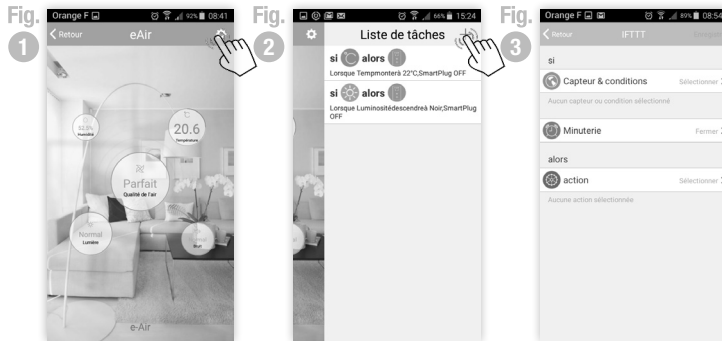 Fig.
1
Orange F 92% 08:41
Retour eAir
52.5%
Humidité
°C
20.6
Température
Parfait
Qualité de l'air
Normal
Lumière
Bruit
e-Air
Fig.
2
66% 15:24
Liste de tâches
si °C alors
Lorsque Tempmonterà 22°C,SmartPlug OFF
si alors
Lorsque Luminositédescendreà Noir,SmartPlug
OFF
Fig.
3
Orange F 89% 08:54
Retour IFTTT
si
Capteur & conditions Sélectionner
Aucun capteur ou condition sélectionné
Minuterie Fermer
alors
action Sélectionner
Aucune action sélectionnée